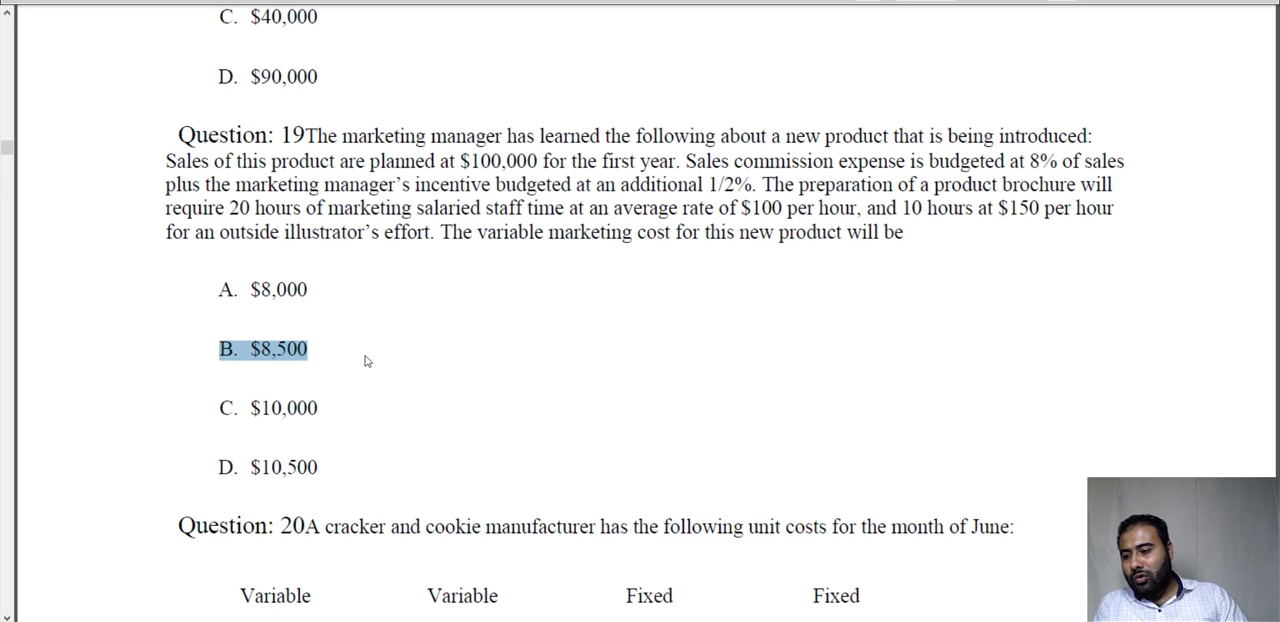 C. $40,000
D. $90,000
Question: 19The marketing manager has learned the following about a new product that is being introduced:
Sales of this product are planned at $100,000 for the first year. Sales commission expense is budgeted at 8% of sales
plus the marketing manager’s incentive budgeted at an additional 1/2%. The preparation of a product brochure will
require 20 hours of marketing salaried staff time at an average rate of $100 per hour, and 10 hours at $150 per hour
for an outside illustrator’s effort. The variable marketing cost for this new product will be
A. $8,000
B. $8,500
C. $10,000
D. $10,500
Question: 20A cracker and cookie manufacturer has the following unit costs for the month of June:
Variable Variable Fixed Fixed